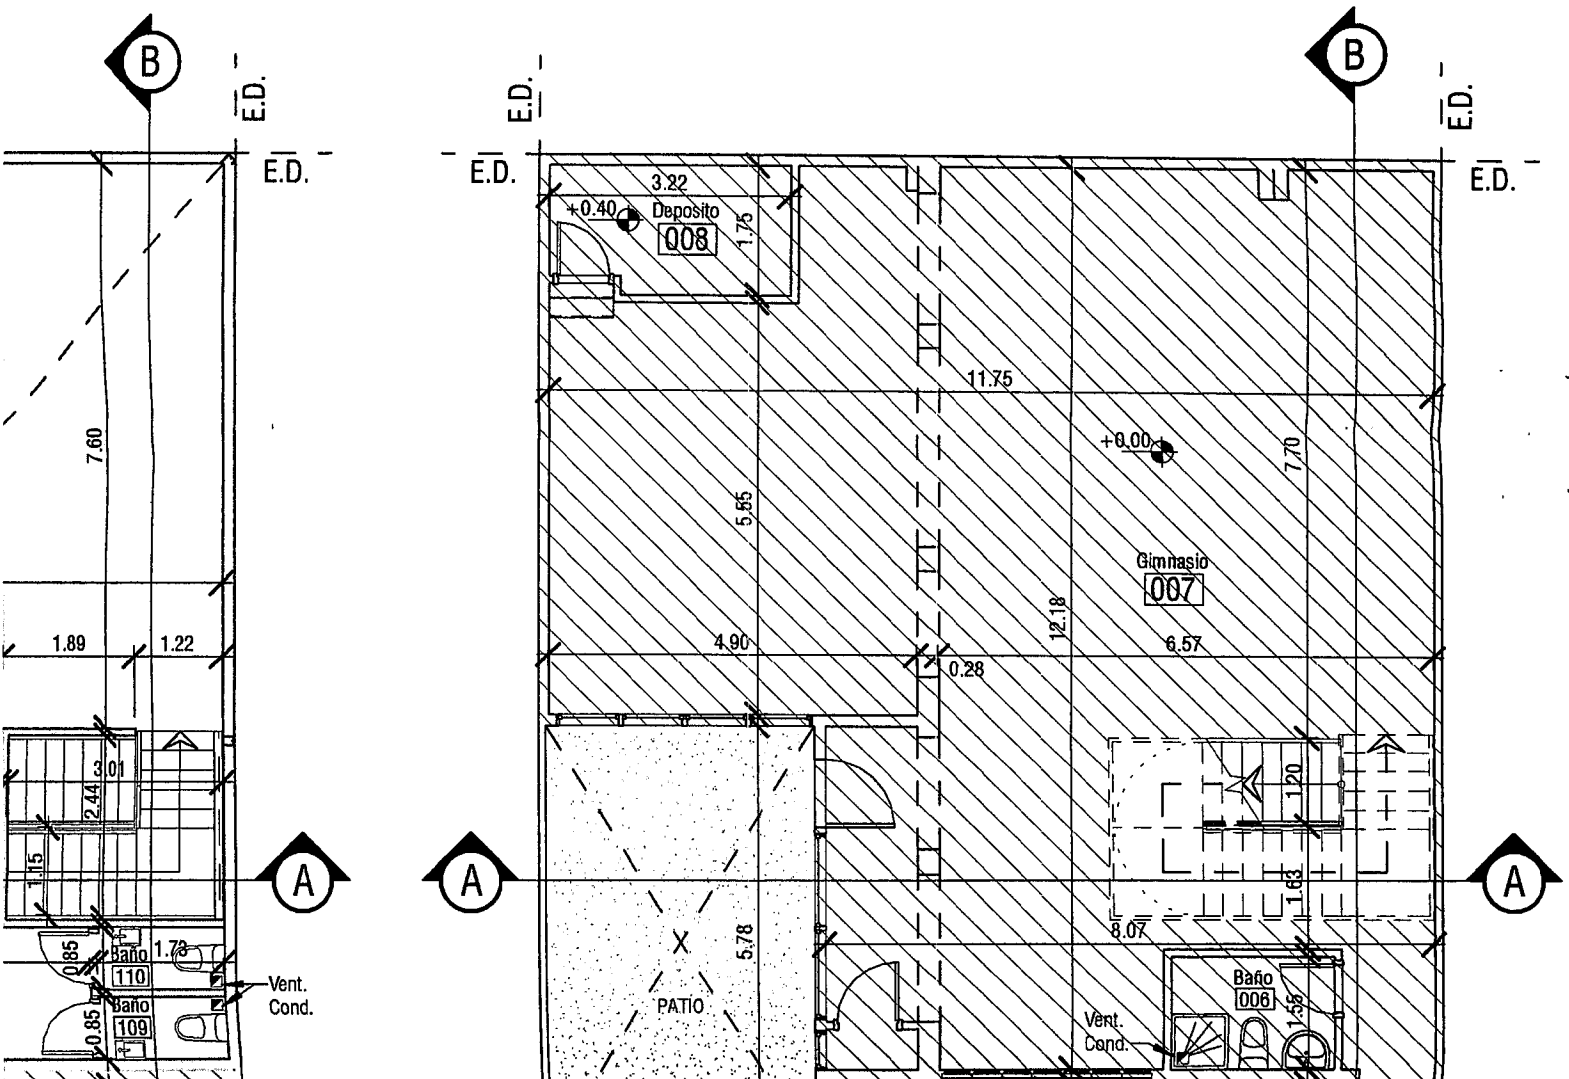 B
E.D.
E.D.
7.60
1.89
1.22
3.01
2.44
1.15
A
0.85
Baño
110
1.73
Vent.
Cond.
Baño
109
0.85
B
E.D.
E.D.
E.D.
E.D.
3.22
+0.40
Deposito
008
1.75
11.75
+0.00
7.70
5.55
Gimnasio
007
12.18
4.90
0.28
6.57
1.20
A
1.63
A
8.07
5.78
PATIO
Baño
006
1.55
Vent.
Cond.